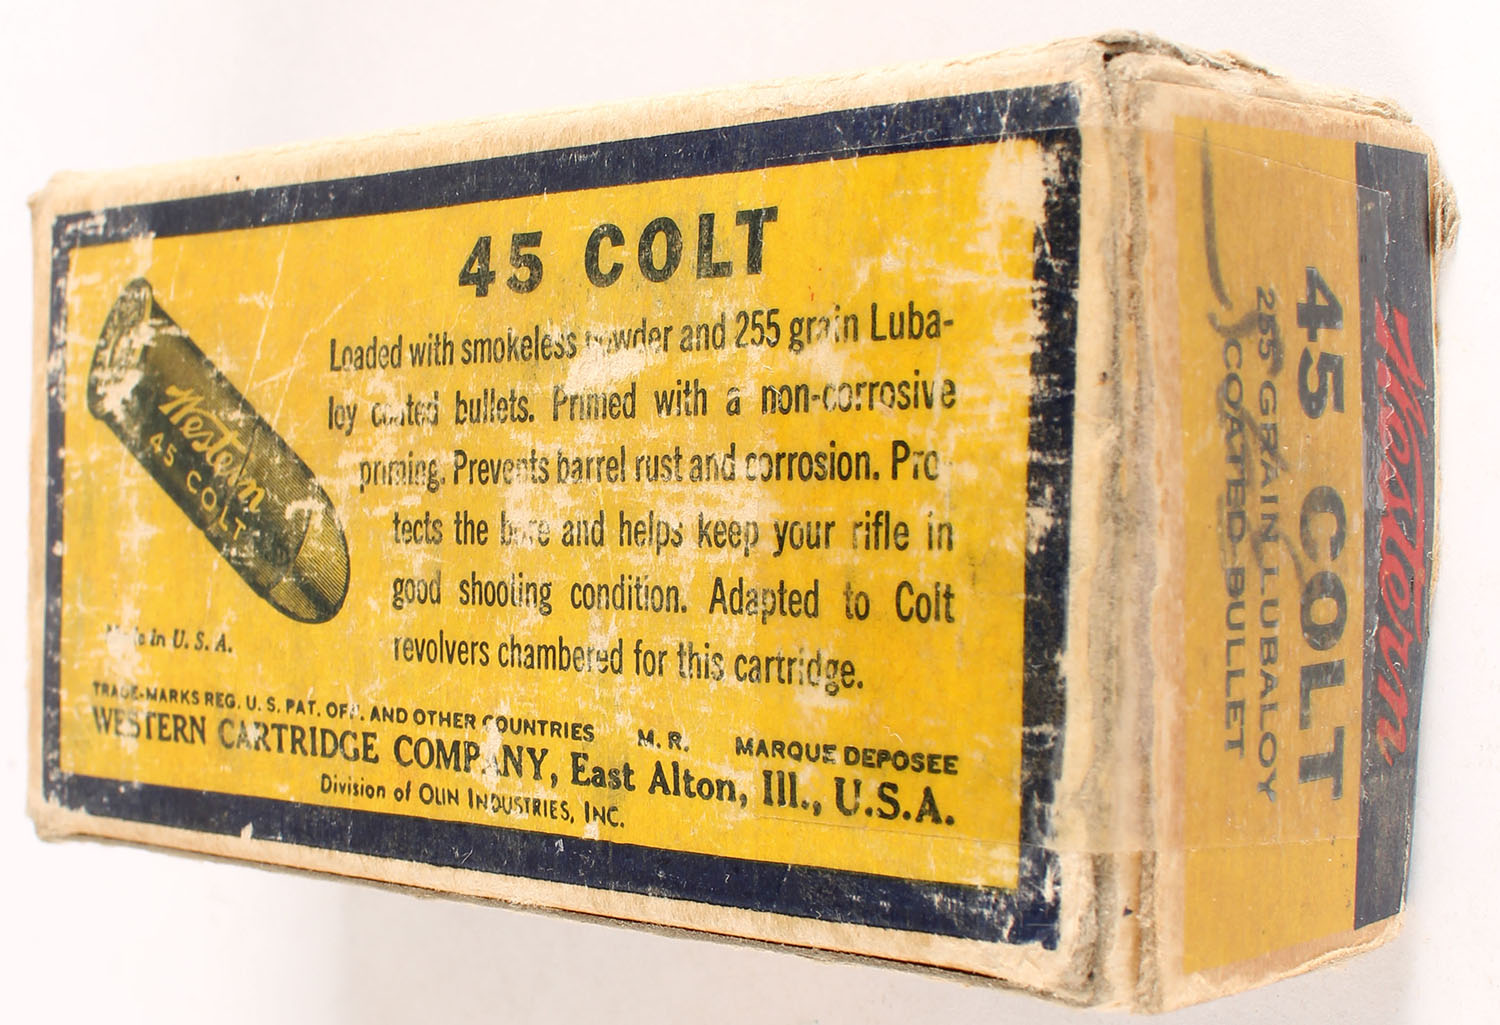 45 COLT
Loaded with smokeless powder and 255 grain Luba-
loy coated bullets. Primed with a non-corrosive
priming. Prevents barrel rust and corrosion. Pro-
tects the bore and helps keep your rifle in
good shooting condition. Adapted to Colt
revolvers chambered for this cartridge.
Western
45 COLT
Made in U. S. A.
TRADE-MARKS REG. U. S. PAT. OFF. AND OTHER COUNTRIES M. R. MARQUE DEPOSEE
WESTERN CARTRIDGE COMPANY, East Alton, Ill., U.S.A.
Division of OLIN INDUSTRIES, INC.
Western
45 COLT
255 GRAIN LUBALOY
COATED BULLET